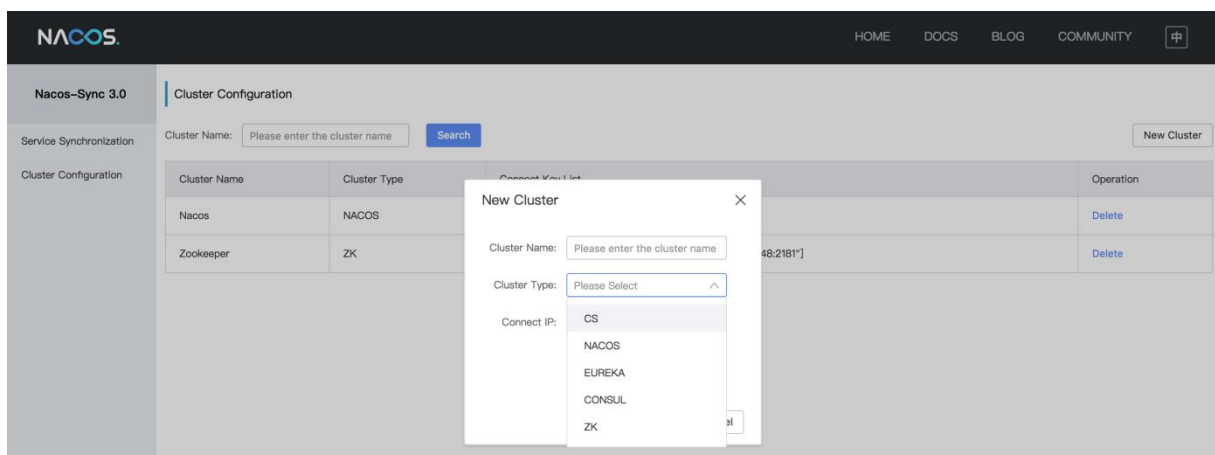 NACOS.
HOME DOCS BLOG COMMUNITY 中
Nacos-Sync 3.0
Cluster Configuration
Service Synchronization
Cluster Configuration
Cluster Name: Please enter the cluster name Search New Cluster
Cluster Name Cluster Type Connect Key List Operation
Nacos NACOS Delete
Zookeeper ZK 48:2181"] Delete
New Cluster
Cluster Name: Please enter the cluster name
Cluster Type: Please Select
Connect IP:
CS
NACOS
EUREKA
CONSUL
ZK